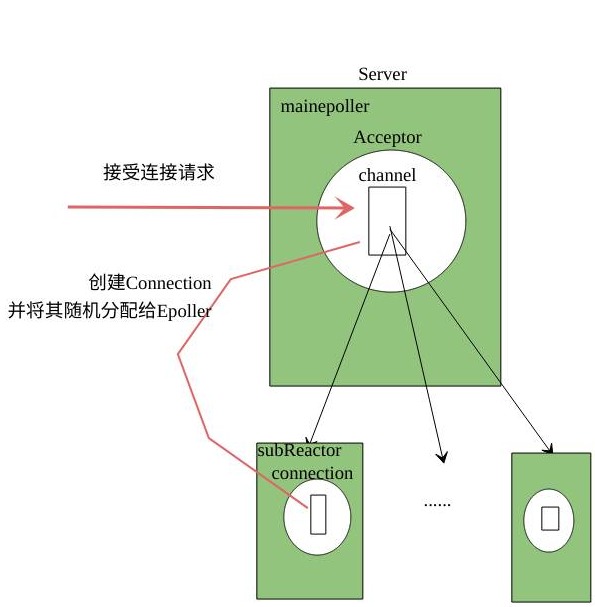 Server
mainepoller
Acceptor
channel
接受连接请求
创建Connection
并将其随机分配给Epoller
subReactor
connection
......